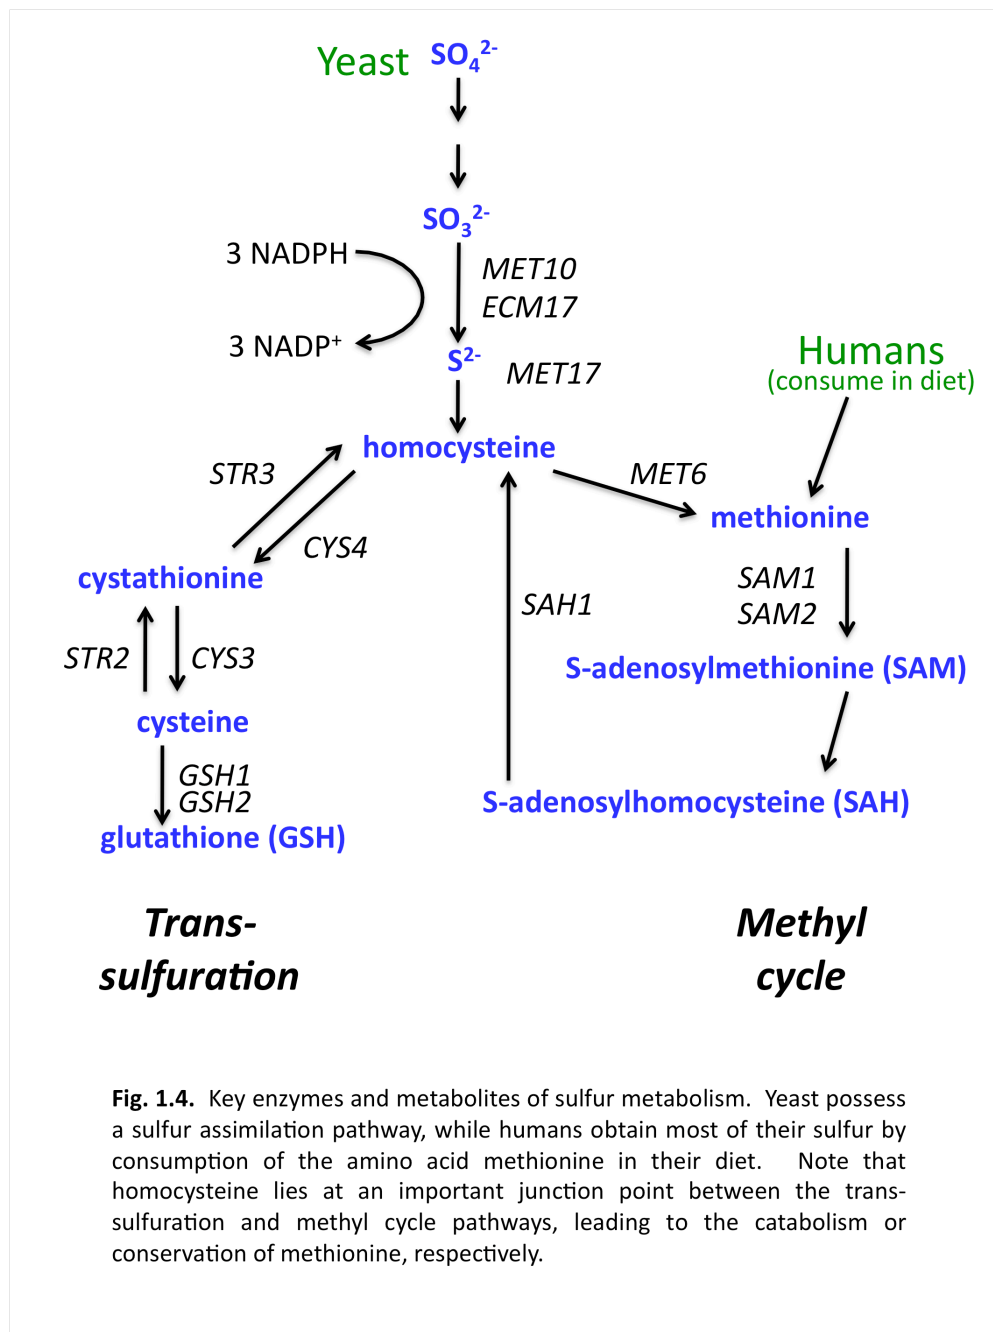 Yeast SO₄²⁻
SO₃²⁻
3 NADPH
MET10
ECM17
3 NADP⁺
S²⁻
MET17
Humans
(consume in diet)
homocysteine
STR3
MET6
methionine
CYS4
cystathionine
SAM1
SAH1
SAM2
STR2
CYS3
S-adenosylmethionine (SAM)
cysteine
GSH1
GSH2
S-adenosylhomocysteine (SAH)
glutathione (GSH)
Trans-
sulfuration
Methyl
cycle
Fig. 1.4. Key enzymes and metabolites of sulfur metabolism. Yeast possess
a sulfur assimilation pathway, while humans obtain most of their sulfur by
consumption of the amino acid methionine in their diet. Note that
homocysteine lies at an important junction point between the trans-
sulfuration and methyl cycle pathways, leading to the catabolism or
conservation of methionine, respectively.